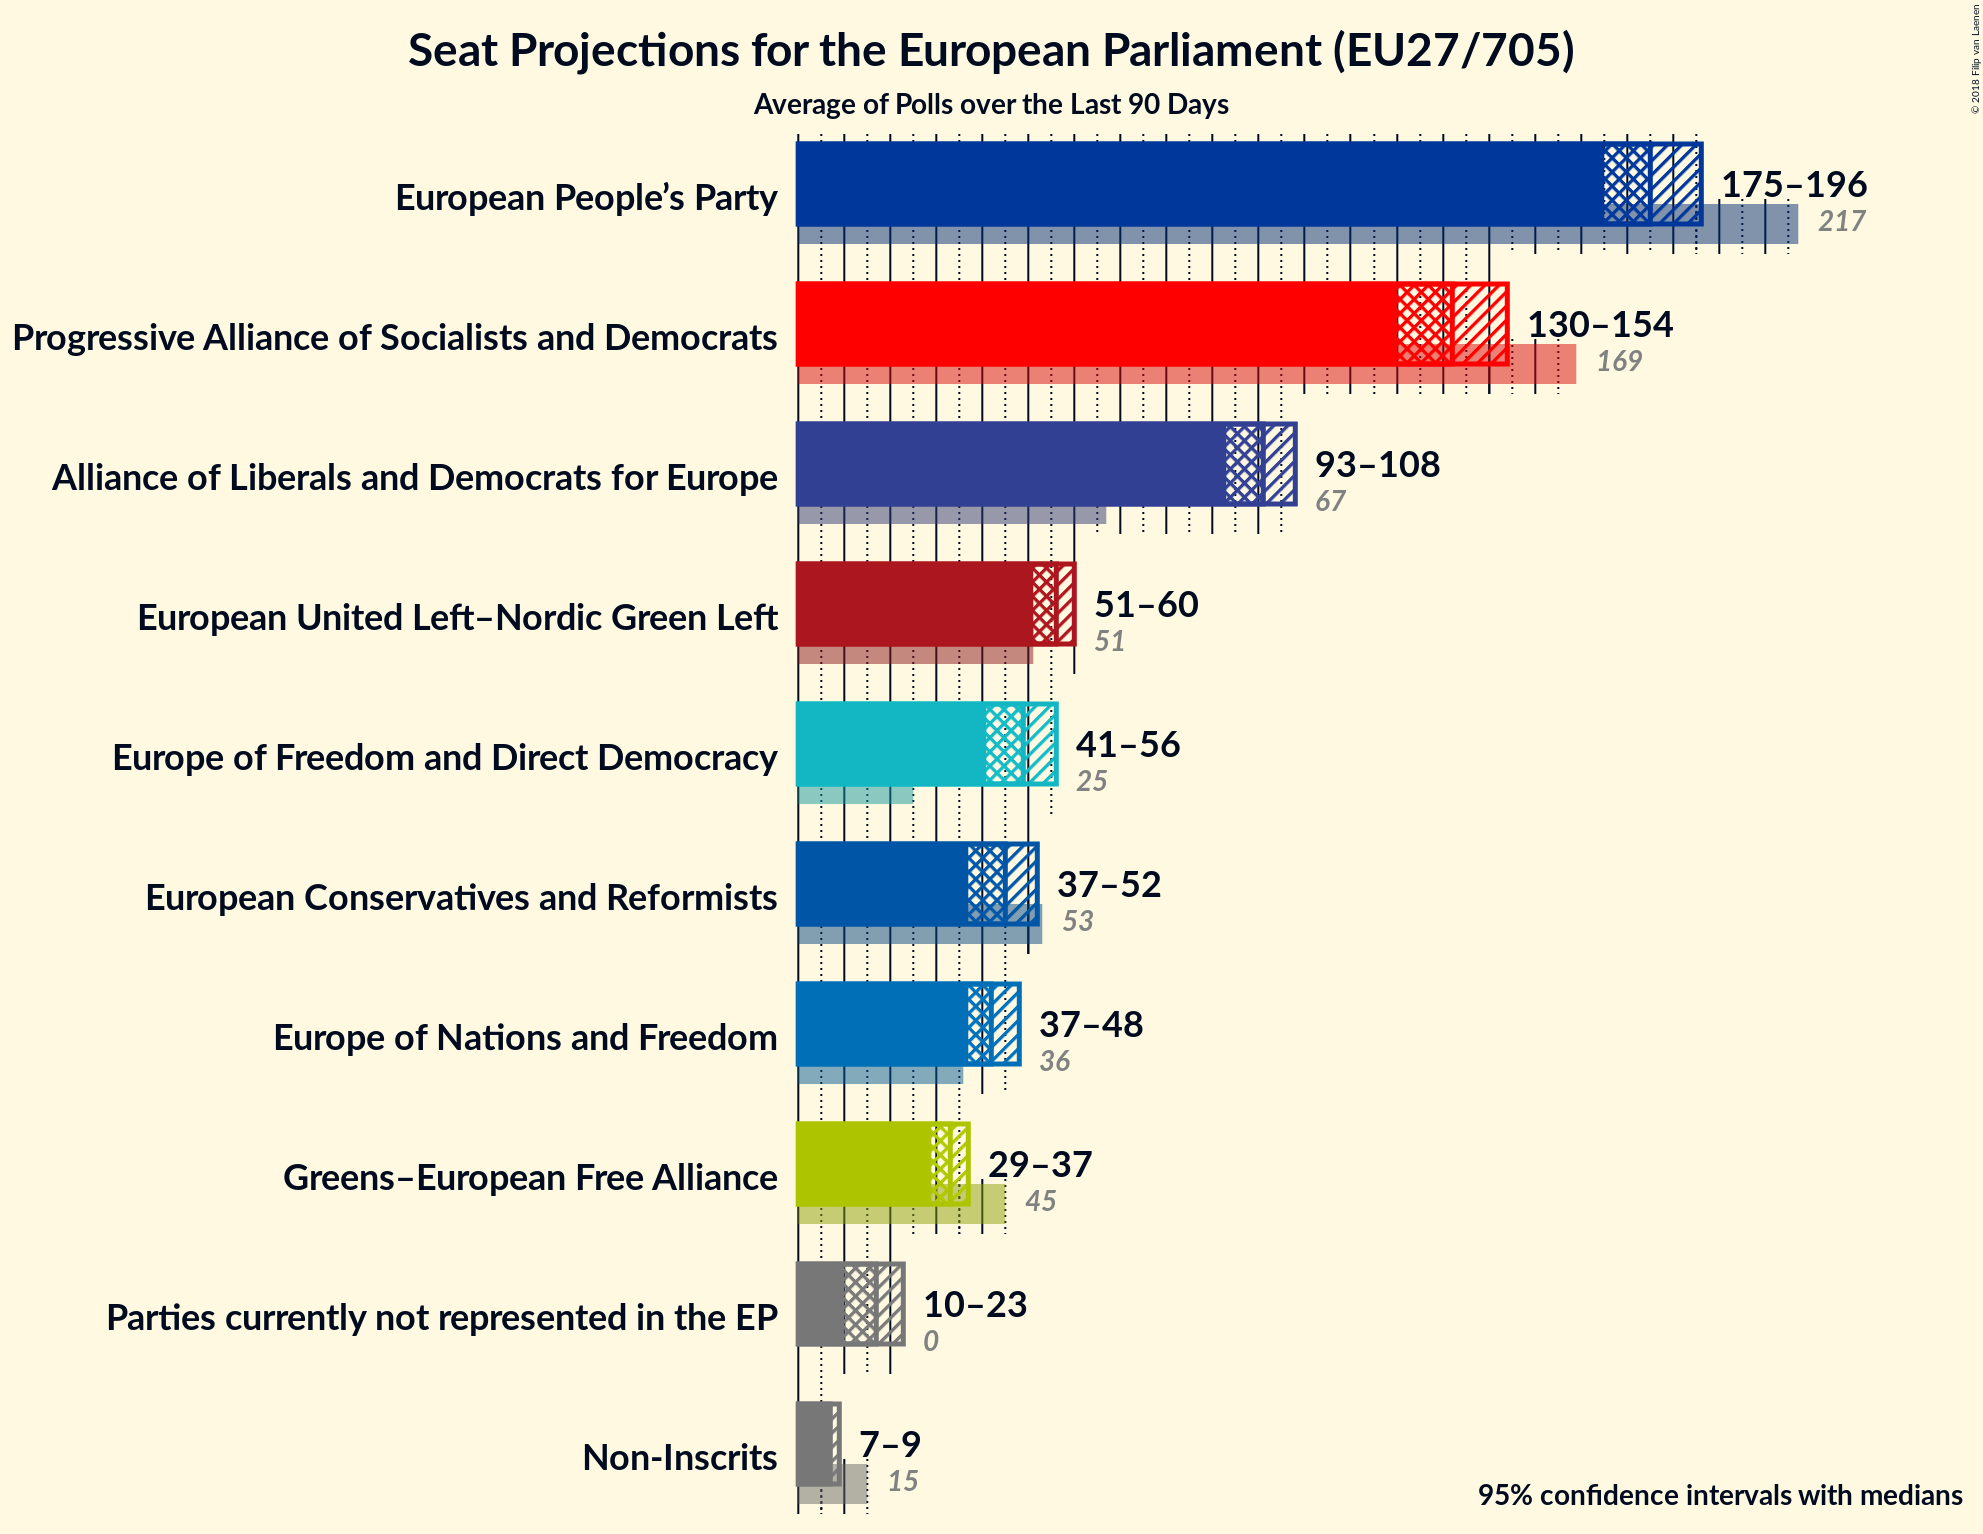 Seat Projections for the European Parliament (EU27/705)
Average of Polls over the Last 90 Days
© 2018 Filip van Laenen
European People’s Party
175–196
217
Progressive Alliance of Socialists and Democrats
130–154
169
Alliance of Liberals and Democrats for Europe
93–108
67
European United Left–Nordic Green Left
51–60
51
Europe of Freedom and Direct Democracy
41–56
25
European Conservatives and Reformists
37–52
53
Europe of Nations and Freedom
37–48
36
Greens–European Free Alliance
29–37
45
Parties currently not represented in the EP
10–23
0
Non-Inscrits
7–9
15
95% confidence intervals with medians